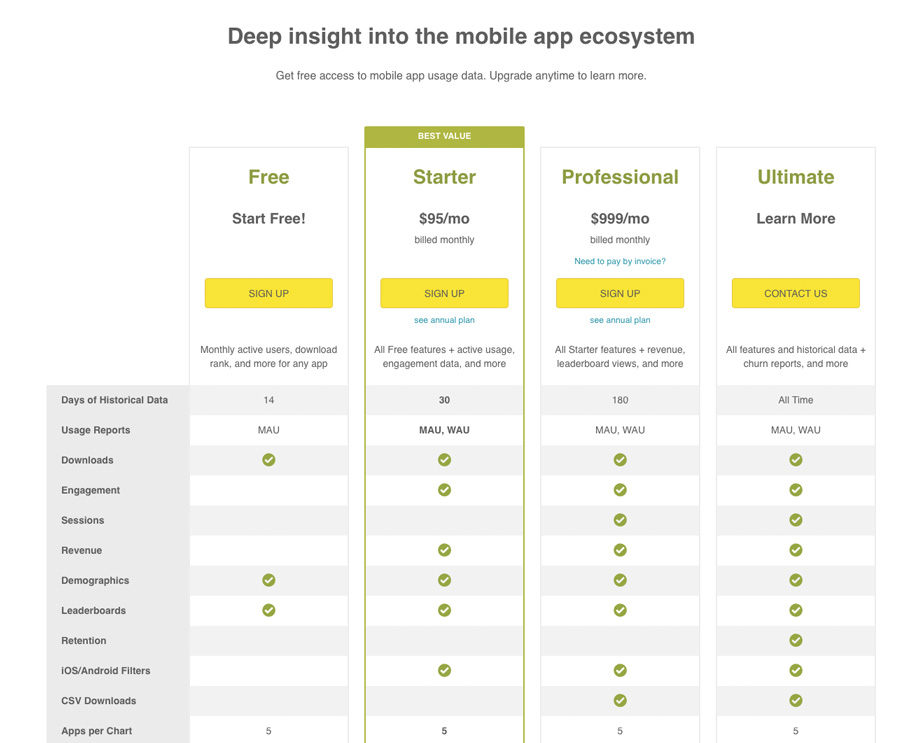 Deep insight into the mobile app ecosystem
Get free access to mobile app usage data. Upgrade anytime to learn more.
BEST VALUE
Free
Starter
Professional
Ultimate
Start Free!
$95/mo
$999/mo
Learn More
billed monthly
billed monthly
Need to pay by invoice?
SIGN UP
SIGN UP
SIGN UP
CONTACT US
see annual plan
see annual plan
Monthly active users, download
rank, and more for any app
All Free features + active usage,
engagement data, and more
All Starter features + revenue,
leaderboard views, and more
All features and historical data +
churn reports, and more
Days of Historical Data 14 30 180 All Time
Usage Reports MAU MAU, WAU MAU, WAU MAU, WAU
Downloads
Engagement
Sessions
Revenue
Demographics
Leaderboards
Retention
iOS/Android Filters
CSV Downloads
Apps per Chart 5 5 5 5